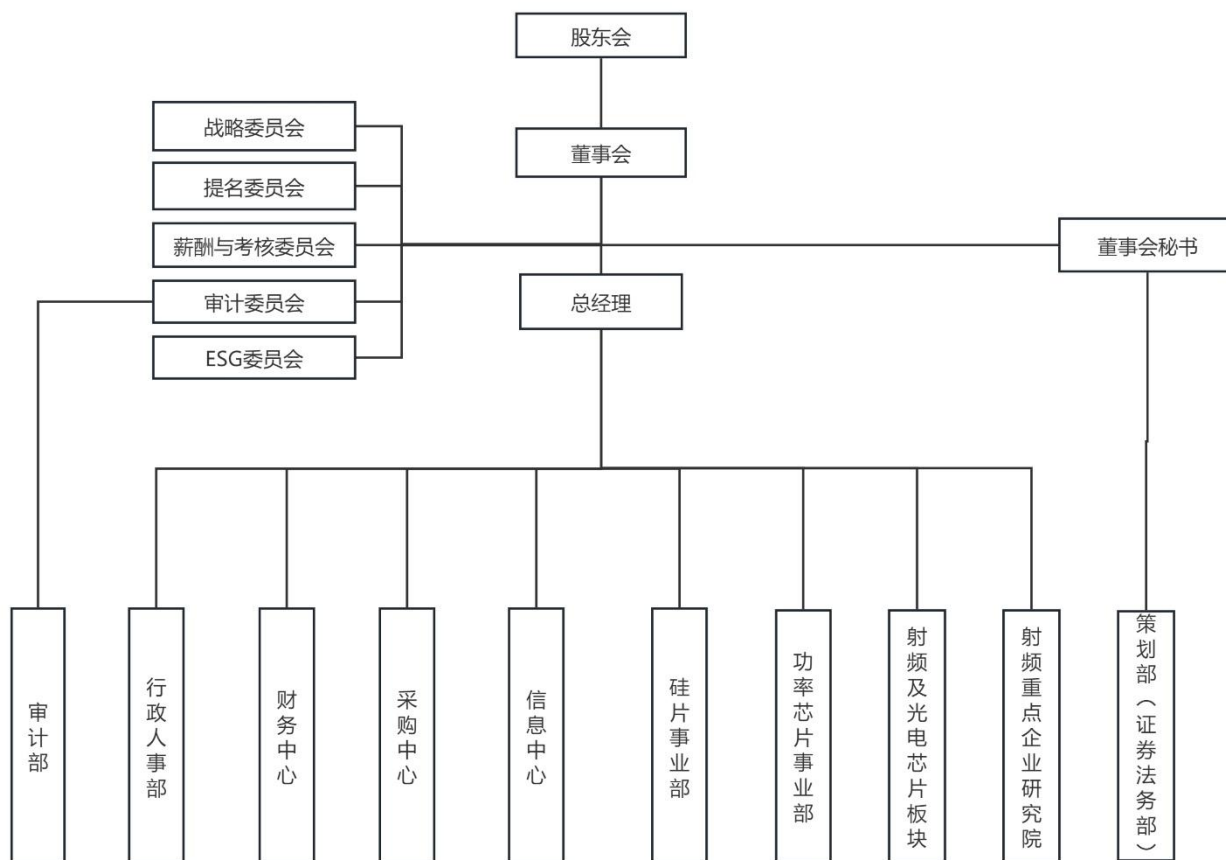 股东会
战略委员会
董事会
提名委员会
薪酬与考核委员会
董事会秘书
审计委员会
总经理
ESG委员会
审计部
行政人事部
财务中心
采购中心
信息中心
硅片事业部
功率芯片事业部
射频及光电芯片板块
射频重点企业研究院
策划部（证券法务部）